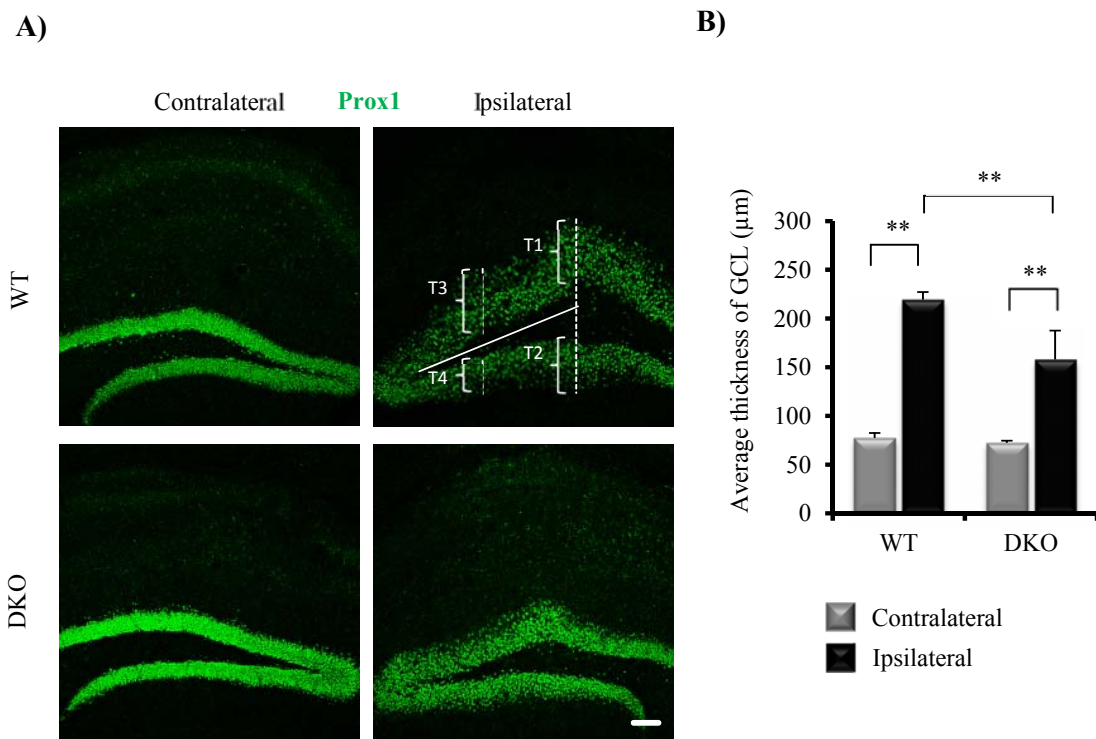 A)
Contralateral Prox1 Ipsilateral
WT
T1
T3
T2
T4
DKO
B)
**
**
**
Average thickness of GCL (µm)
300
250
200
150
100
50
0
WT DKO
Contralateral
Ipsilateral